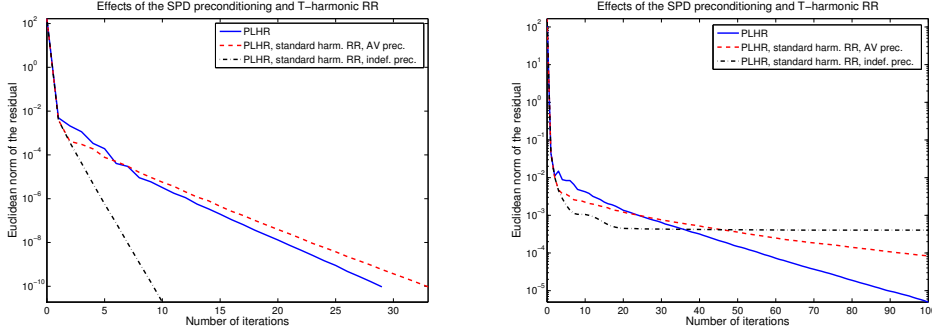 Effects of the SPD preconditioning and T-harmonic RR
PLHR
PLHR, standard harm. RR, AV prec.
PLHR, standard harm. RR, indef. prec.
Euclidean norm of the residual
10^2
10^0
10^-2
10^-4
10^-6
10^-8
10^-10
0 5 10 15 20 25 30
Number of iterations
Effects of the SPD preconditioning and T-harmonic RR
PLHR
PLHR, standard harm. RR, AV prec.
PLHR, standard harm. RR, indef. prec.
Euclidean norm of the residual
10^2
10^1
10^0
10^-1
10^-2
10^-3
10^-4
10^-5
0 10 20 30 40 50 60 70 80 90 100
Number of iterations